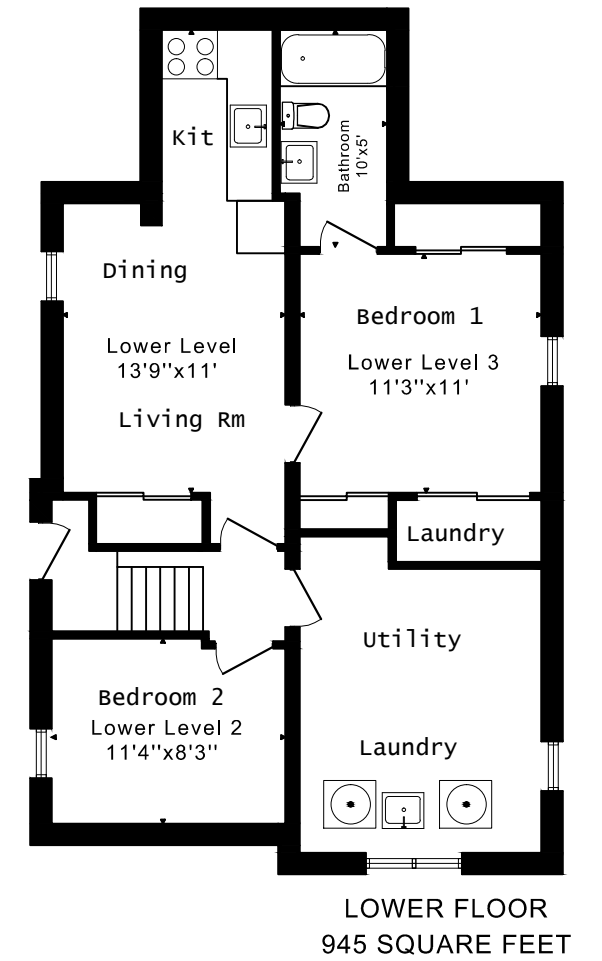 Kit
Bathroom
10'x5'
Dining
Lower Level
13'9''x11'
Living Rm
Bedroom 1
Lower Level 3
11'3''x11'
Laundry
Utility
Bedroom 2
Lower Level 2
11'4''x8'3''
Laundry
LOWER FLOOR
945 SQUARE FEET